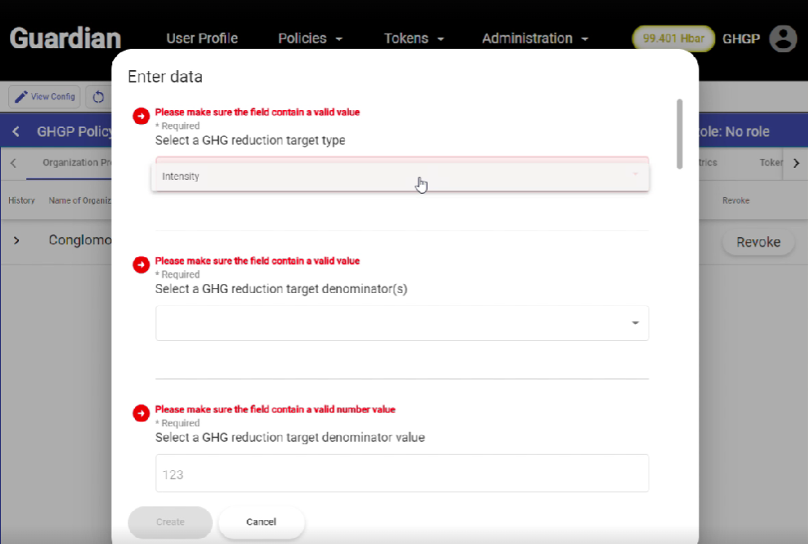 Guardian
User Profile
Policies
Tokens
Administration
99.401 Hbar
GHGP
View Config
GHGP Policy
ole: No role
Organization Pr
trics
Toker
History
Name of Organiz
Revoke
Conglomo
Revoke
Enter data
Please make sure the field contain a valid value
* Required
Select a GHG reduction target type
Intensity
Please make sure the field contain a valid value
* Required
Select a GHG reduction target denominator(s)
Please make sure the field contain a valid number value
* Required
Select a GHG reduction target denominator value
123
Create
Cancel